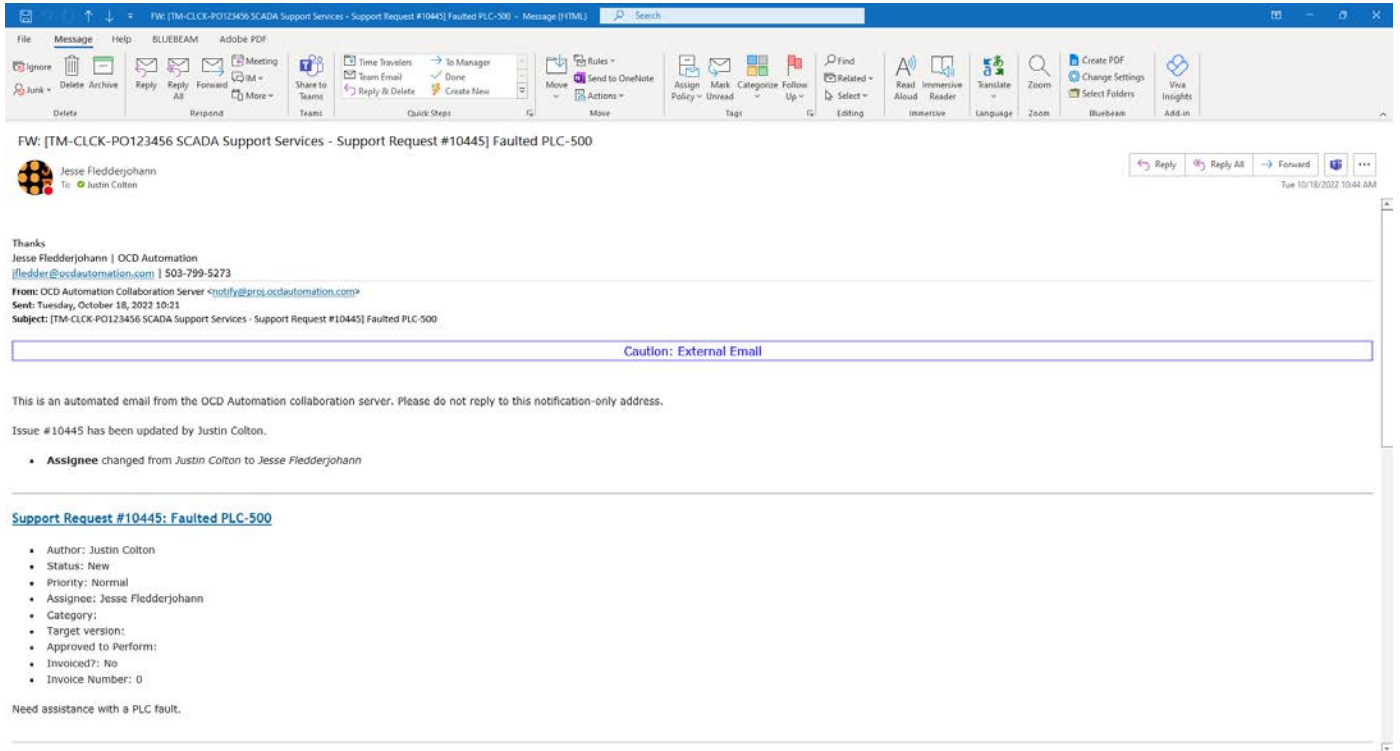 FW: [TM-CLCK-PO123456 SCADA Support Services - Support Request #10445] Faulted PLC-500 - Message (HTML)
Search
File Message Help BLUEBEAM Adobe PDF
Ignore
Junk
Delete
Archive
Reply
Reply All
Forward
Meeting
IM
More
Share to Teams
Time Travelers
Team Email
Reply & Delete
To Manager
Done
Create New
Move
Rules
Send to OneNote
Actions
Assign Policy
Mark Unread
Categorize
Follow Up
Find
Related
Select
Read Aloud
Immersive Reader
Translate
Zoom
Create PDF
Change Settings
Select Folders
Viva Insights
Delete Respond Teams Quick Steps Move Tags Editing Immersive Language Zoom Bluebeam Add-in
FW: [TM-CLCK-PO123456 SCADA Support Services - Support Request #10445] Faulted PLC-500
Jesse Fledderjohann
To Justin Colton
Reply Reply All Forward
Tue 10/18/2022 10:44 AM
Thanks
Jesse Fledderjohann | OCD Automation
jfledder@ocdautomation.com | 503-799-5273
From: OCD Automation Collaboration Server <notify@proj.ocdautomation.com>
Sent: Tuesday, October 18, 2022 10:21
Subject: [TM-CLCK-PO123456 SCADA Support Services - Support Request #10445] Faulted PLC-500
Caution: External Email
This is an automated email from the OCD Automation collaboration server. Please do not reply to this notification-only address.
Issue #10445 has been updated by Justin Colton.
• Assignee changed from Justin Colton to Jesse Fledderjohann
Support Request #10445: Faulted PLC-500
• Author: Justin Colton
• Status: New
• Priority: Normal
• Assignee: Jesse Fledderjohann
• Category:
• Target version:
• Approved to Perform:
• Invoiced?: No
• Invoice Number: 0
Need assistance with a PLC fault.